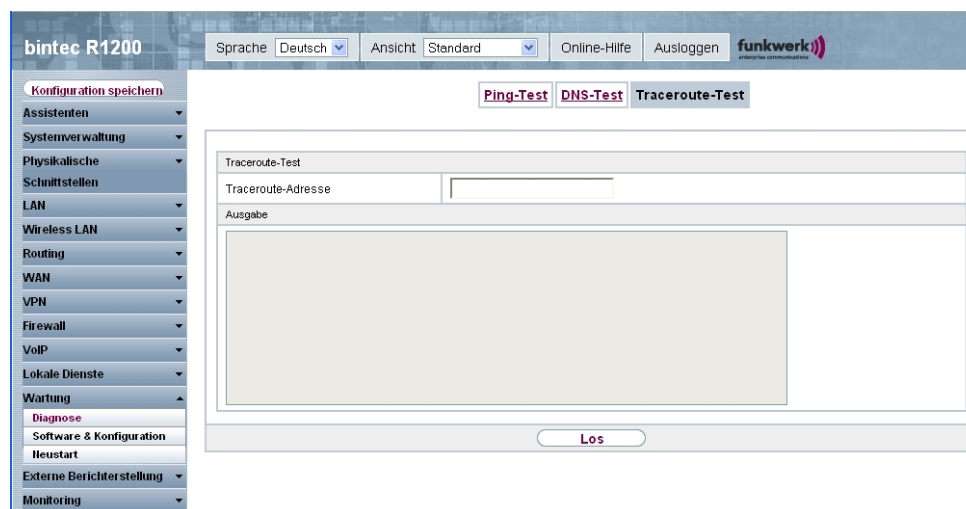 bintec R1200
Sprache Deutsch Ansicht Standard Online-Hilfe Ausloggen funkwerk
enterprise communications
Konfiguration speichern
Ping-Test DNS-Test Traceroute-Test
Assistenten
Systemverwaltung
Physikalische
Schnittstellen
LAN
Wireless LAN
Routing
WAN
VPN
Firewall
VoIP
Lokale Dienste
Wartung
Diagnose
Software & Konfiguration
Neustart
Externe Berichterstellung
Monitoring
Traceroute-Test
Traceroute-Adresse
Ausgabe
Los